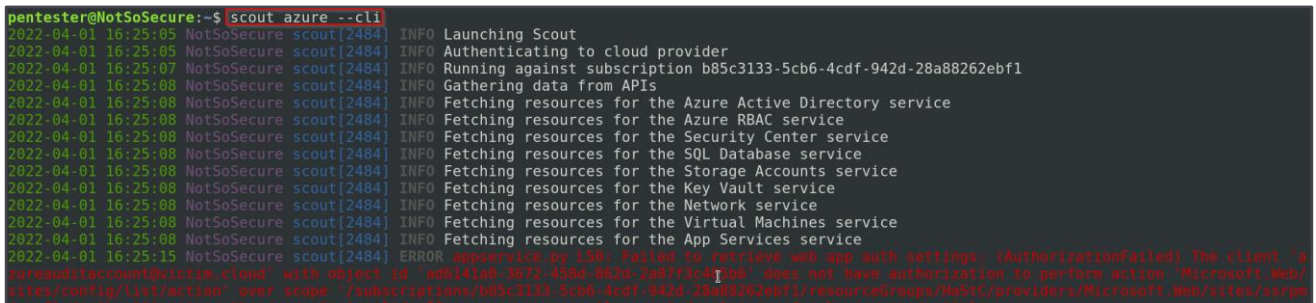 pentester@NotSoSecure:~$ scout azure --cli
2022-04-01 16:25:05 NotSoSecure scout[2484] INFO Launching Scout
2022-04-01 16:25:05 NotSoSecure scout[2484] INFO Authenticating to cloud provider
2022-04-01 16:25:07 NotSoSecure scout[2484] INFO Running against subscription b85c3133-5cb6-4cdf-942d-28a88262ebf1
2022-04-01 16:25:08 NotSoSecure scout[2484] INFO Gathering data from APIs
2022-04-01 16:25:08 NotSoSecure scout[2484] INFO Fetching resources for the Azure Active Directory service
2022-04-01 16:25:08 NotSoSecure scout[2484] INFO Fetching resources for the Azure RBAC service
2022-04-01 16:25:08 NotSoSecure scout[2484] INFO Fetching resources for the Security Center service
2022-04-01 16:25:08 NotSoSecure scout[2484] INFO Fetching resources for the SQL Database service
2022-04-01 16:25:08 NotSoSecure scout[2484] INFO Fetching resources for the Storage Accounts service
2022-04-01 16:25:08 NotSoSecure scout[2484] INFO Fetching resources for the Key Vault service
2022-04-01 16:25:08 NotSoSecure scout[2484] INFO Fetching resources for the Network service
2022-04-01 16:25:08 NotSoSecure scout[2484] INFO Fetching resources for the Virtual Machines service
2022-04-01 16:25:08 NotSoSecure scout[2484] INFO Fetching resources for the App Services service
2022-04-01 16:25:15 NotSoSecure scout[2484] ERROR appservice.py L50: Failed to retrieve web app auth settings: (AuthorizationFailed) The client 'a
zureauditaccount@victim.cloud' with object id does not have authorization to perform action 'Microsoft.Web/
sites/config/list/action' over scope '/subscriptions/b85c3133-5cb6-4cdf-942d-28a88262ebf1/resourceGroups/MaStC/providers/Microsoft.Web/sites/ssrpm